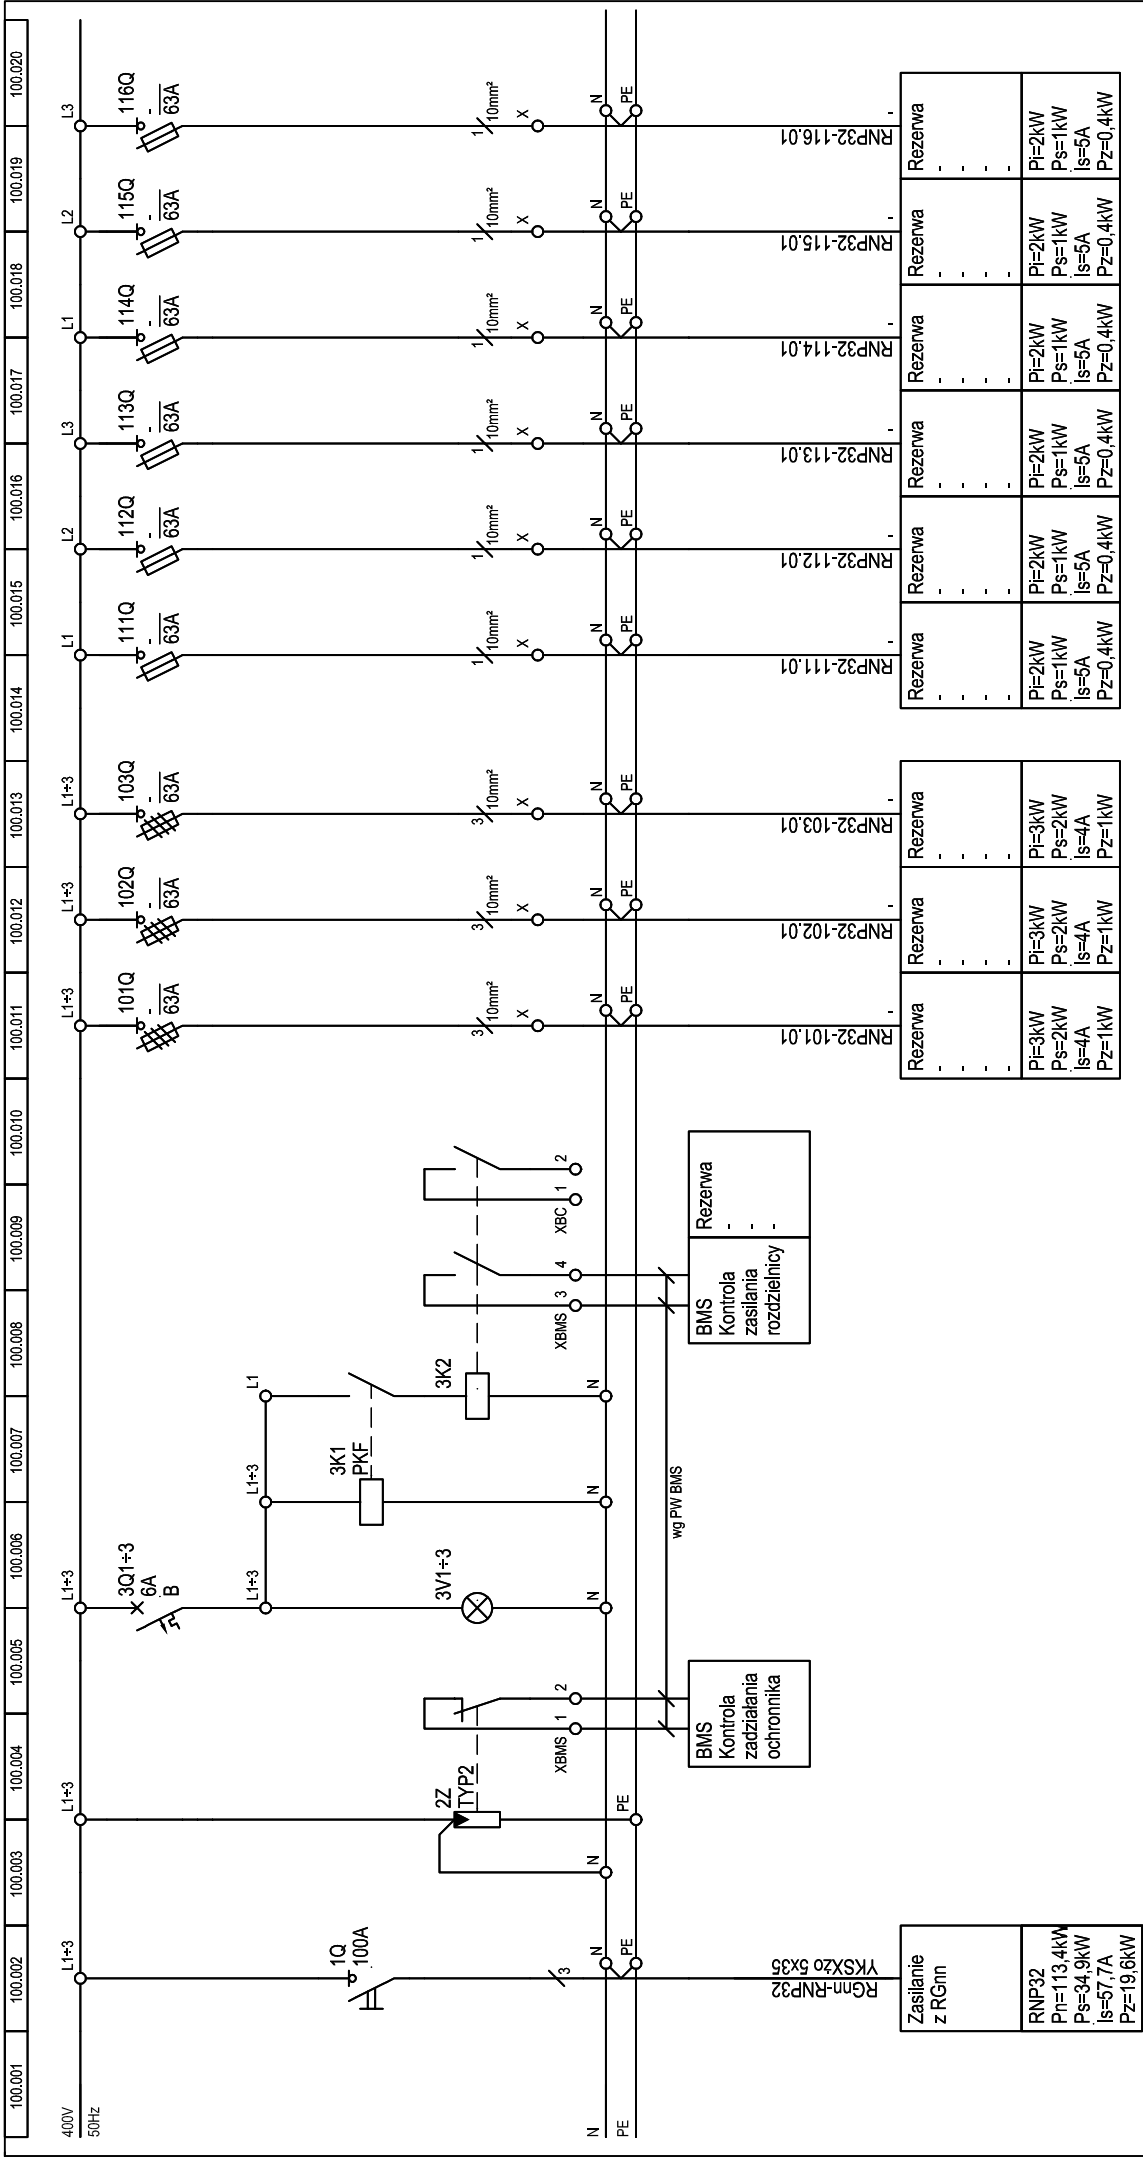 100.001
100.002
100.003
100.004
100.005
100.006
100.007
100.008
100.009
100.010
100.011
100.012
100.013
100.014
100.015
100.016
100.017
100.018
100.019
100.020
400V
50Hz
L1÷3
L1÷3
L1÷3
L1÷3
L1÷3
L1÷3
L1
L2
L3
L1
L2
L3
1Q
100A
3
N
PE
RGnn-RNP32
YKSXżo 5x35
Zasilanie
z RGnn
RNP32
Pn=113,4kW
Ps=34,9kW
Is=57,7A
Pz=19,6kW
2Z
TYP2
N
PE
XBMS 1 2
BMS
Kontrola
zadziałania
ochronnika
3Q1÷3
6A
B
L1÷3
L1÷3
L1
3V1÷3
N
3K1
PKF
N
3K2
N
wg PW BMS
XBMS 3 4
BMS
Kontrola
zasilania
rozdzielnicy
XBC 1 2
Rezerwa
-
-
-
101Q
-
63A
3 10mm²
X
N
PE
RNP32-101.01
-
Rezerwa
-
-
-
-
Pi=3kW
Ps=2kW
Is=4A
Pz=1kW
102Q
-
63A
3 10mm²
X
N
PE
RNP32-102.01
-
Rezerwa
-
-
-
-
Pi=3kW
Ps=2kW
Is=4A
Pz=1kW
103Q
-
63A
3 10mm²
X
N
PE
RNP32-103.01
-
Rezerwa
-
-
-
-
Pi=3kW
Ps=2kW
Is=4A
Pz=1kW
111Q
-
63A
1 10mm²
X
N
PE
RNP32-111.01
-
Rezerwa
-
-
-
-
Pi=2kW
Ps=1kW
Is=5A
Pz=0,4kW
112Q
-
63A
1 10mm²
X
N
PE
RNP32-112.01
-
Rezerwa
-
-
-
-
Pi=2kW
Ps=1kW
Is=5A
Pz=0,4kW
113Q
-
63A
1 10mm²
X
N
PE
RNP32-113.01
-
Rezerwa
-
-
-
-
Pi=2kW
Ps=1kW
Is=5A
Pz=0,4kW
114Q
-
63A
1 10mm²
X
N
PE
RNP32-114.01
-
Rezerwa
-
-
-
-
Pi=2kW
Ps=1kW
Is=5A
Pz=0,4kW
115Q
-
63A
1 10mm²
X
N
PE
RNP32-115.01
-
Rezerwa
-
-
-
-
Pi=2kW
Ps=1kW
Is=5A
Pz=0,4kW
116Q
-
63A
1 10mm²
X
N
PE
RNP32-116.01
-
Rezerwa
-
-
-
-
Pi=2kW
Ps=1kW
Is=5A
Pz=0,4kW
N
PE